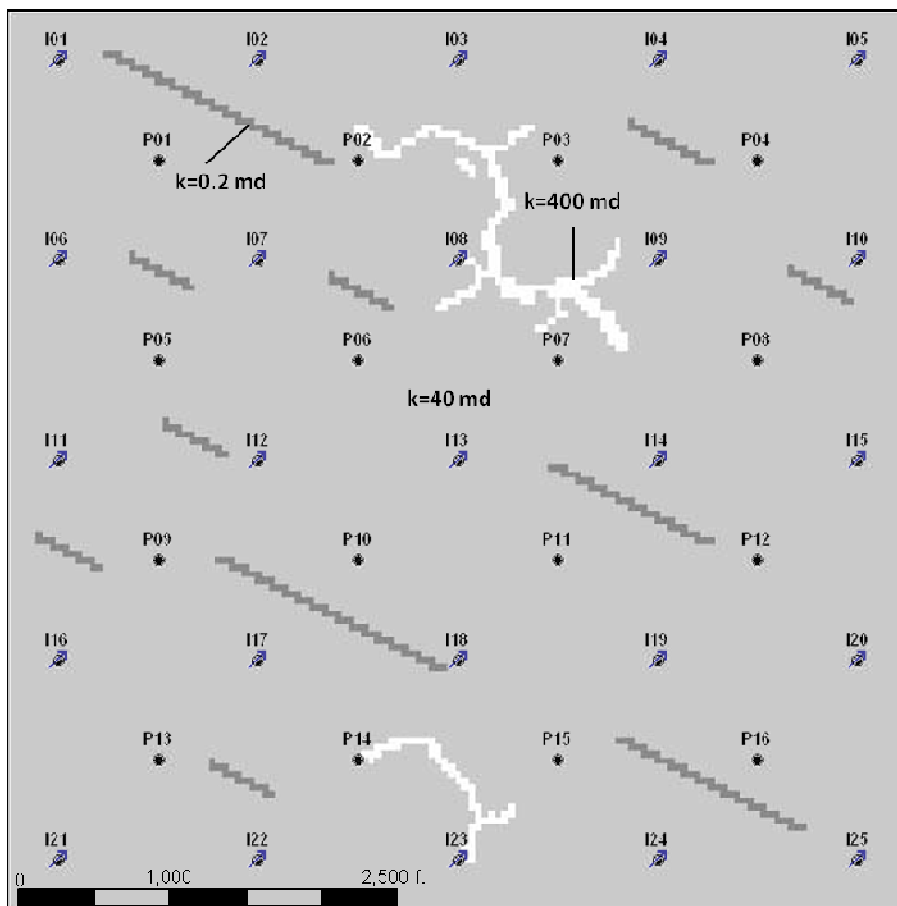 I01 I02 I03 I04 I05
P01 P02 P03 P04
k=0.2 md
k=400 md
I06 I07 I08 I09 I10
P05 P06 P07 P08
k=40 md
I11 I12 I13 I14 I15
P09 P10 P11 P12
I16 I17 I18 I19 I20
P13 P14 P15 P16
I21 I22 I23 I24 I25
0 1,000 2,500 f.